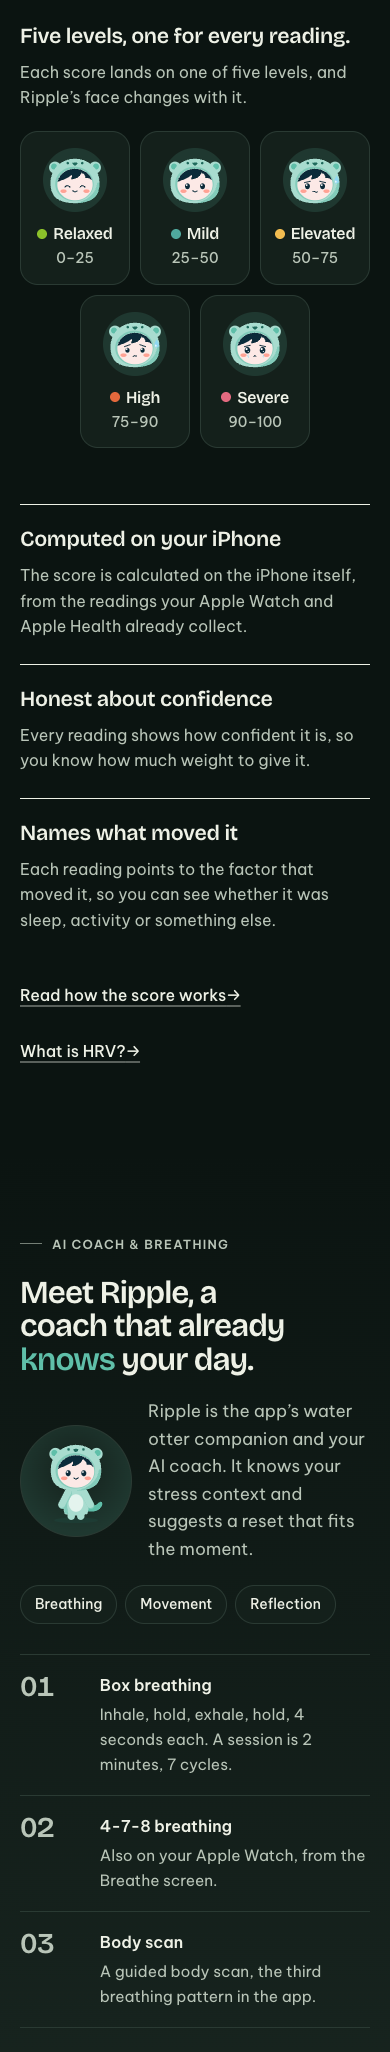 Five levels, one for every reading.
Each score lands on one of five levels, and
Ripple’s face changes with it.
Relaxed
0–25
Mild
25–50
Elevated
50–75
High
75–90
Severe
90–100
Computed on your iPhone
The score is calculated on the iPhone itself,
from the readings your Apple Watch and
Apple Health already collect.
Honest about confidence
Every reading shows how confident it is, so
you know how much weight to give it.
Names what moved it
Each reading points to the factor that
moved it, so you can see whether it was
sleep, activity or something else.
Read how the score works→
What is HRV?→
AI COACH & BREATHING
Meet Ripple, a
coach that already
knows your day.
Ripple is the app’s water
otter companion and your
AI coach. It knows your
stress context and
suggests a reset that fits
the moment.
Breathing
Movement
Reflection
01
Box breathing
Inhale, hold, exhale, hold, 4
seconds each. A session is 2
minutes, 7 cycles.
02
4-7-8 breathing
Also on your Apple Watch, from the
Breathe screen.
03
Body scan
A guided body scan, the third
breathing pattern in the app.